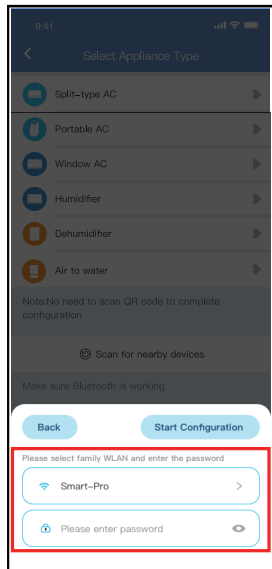 9:41
Select Appliance Type
Split-type AC
Portable AC
Window AC
Humidifier
Dehumidifier
Air to water
Note:No need to scan QR code to complete
configuration
Scan for nearby devices
Make sure Bluetooth is working.
Back
Start Configuration
Please select family WLAN and enter the password
Smart-Pro
Please enter password